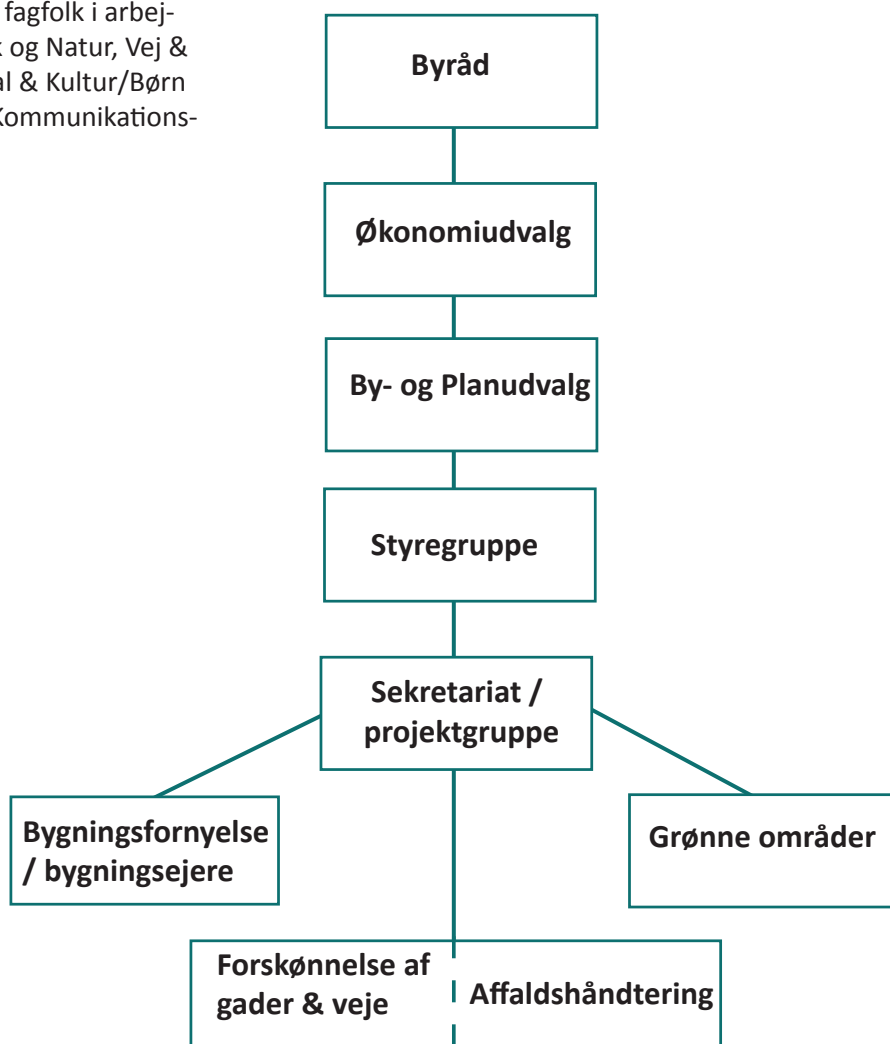 fagfolk i arbej-
og Natur, Vej &
& Kultur/Børn
Kommunikations-
Byråd
Økonomiudvalg
By- og Planudvalg
Styregruppe
Sekretariat /
projektgruppe
Bygningsfornyelse
/ bygningsejere
Grønne områder
Forskønnelse af
gader & veje
Affaldshåndtering